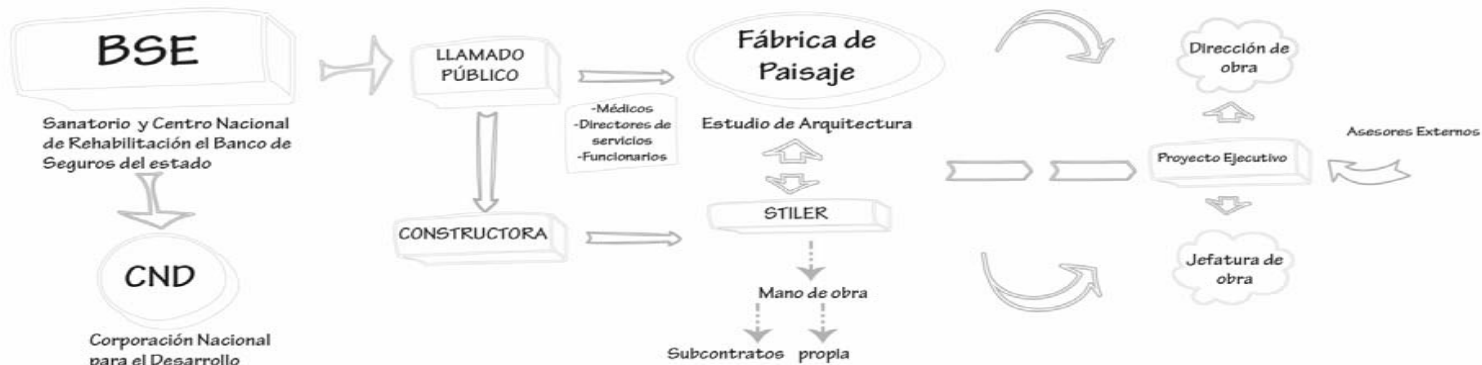 BSE
Sanatorio y Centro Nacional
de Rehabilitación el Banco de
Seguros del estado
CND
Corporación Nacional
para el Desarrollo
LLAMADO
PÚBLICO
-Médicos
-Directores de
servicios
-Funcionarios
CONSTRUCTORA
Fábrica de
Paisaje
Estudio de Arquitectura
STILER
Mano de obra
Subcontratos propia
Dirección de
obra
Proyecto Ejecutivo
Asesores Externos
Jefatura de
obra